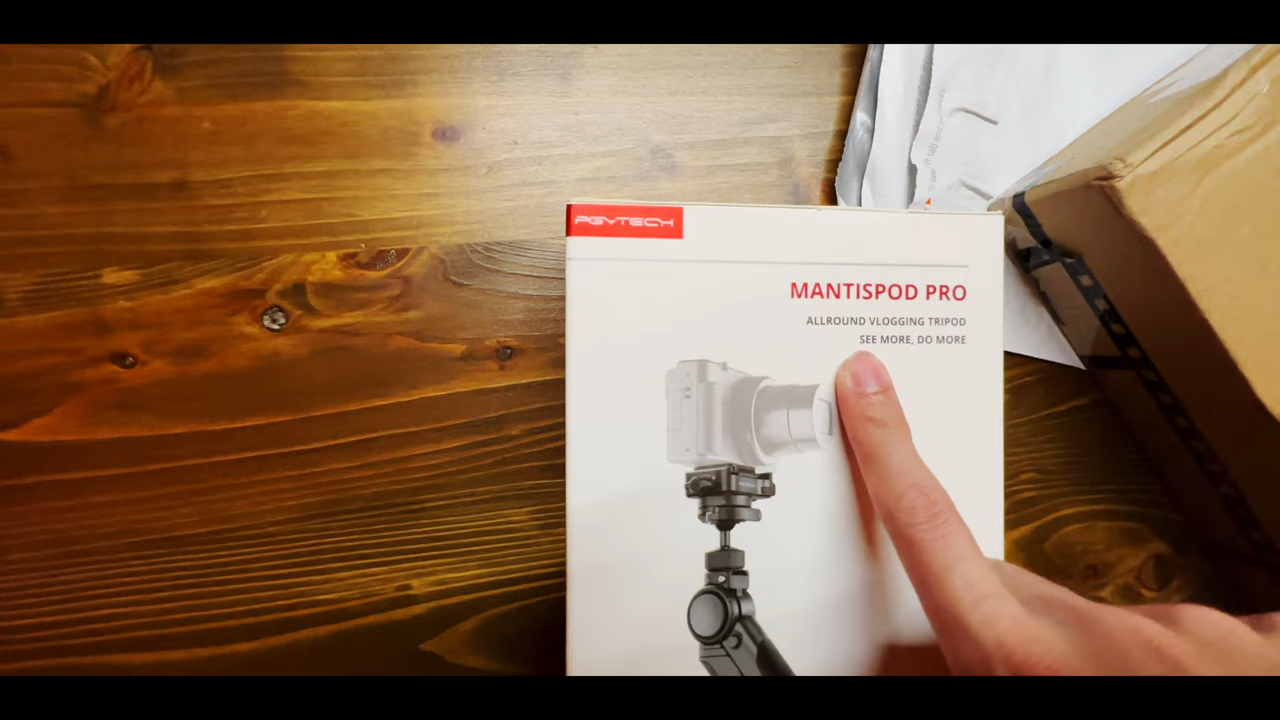 PGYTECH
MANTISPOD PRO
ALLROUND VLOGGING TRIPOD
SEE MORE, DO MORE